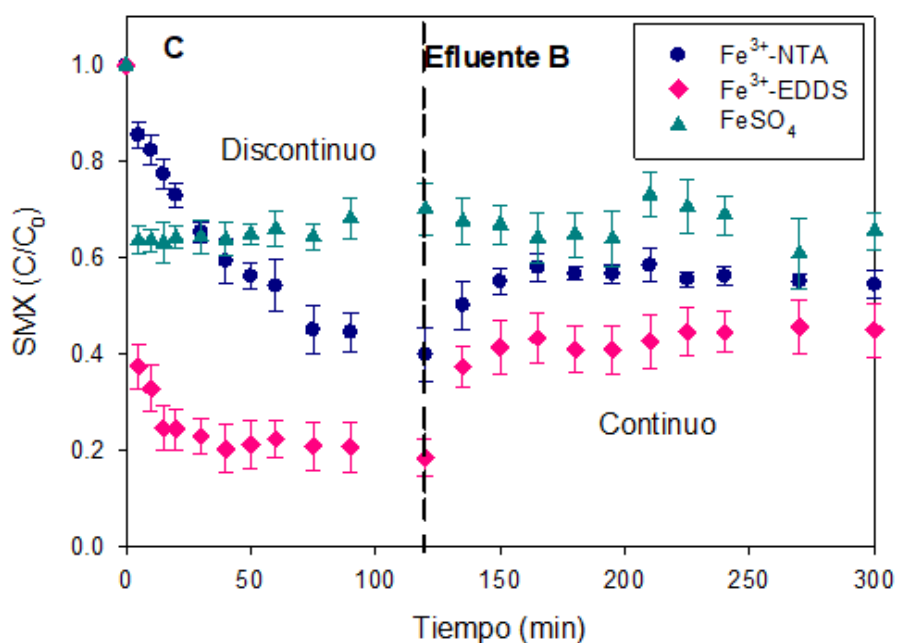 C
Efluente B
Fe³⁺-NTA
Fe³⁺-EDDS
FeSO₄
Discontinuo
Continuo
SMX (C/C₀)
1.0
0.8
0.6
0.4
0.2
0.0
0 50 100 150 200 250 300
Tiempo (min)